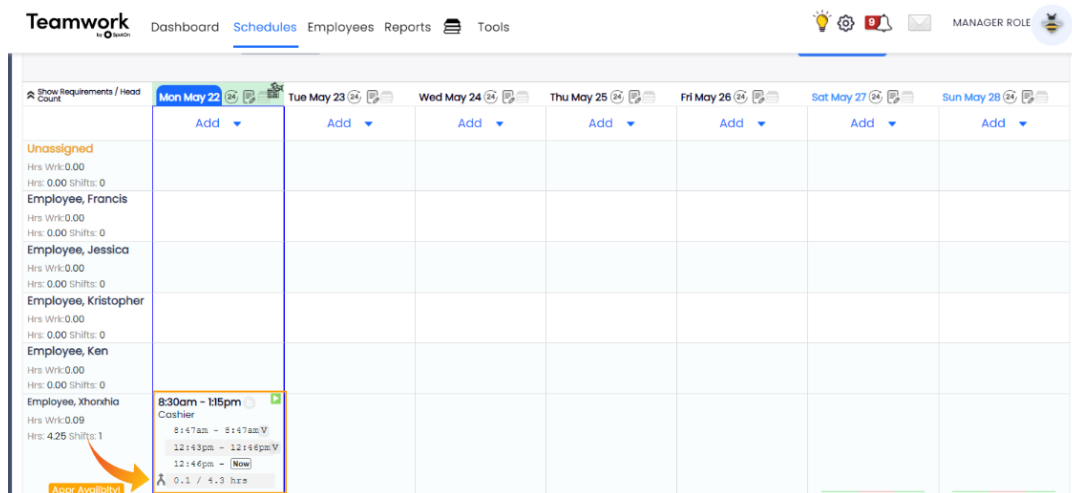 Teamwork
by SpotOn
Dashboard Schedules Employees Reports Tools
9
MANAGER ROLE
Show Requirements / Head Count
Mon May 22 24 Tue May 23 24 Wed May 24 24 Thu May 25 24 Fri May 26 24 Sat May 27 24 Sun May 28 24
Add Add Add Add Add Add Add
Unassigned
Hrs Wrk:0.00
Hrs: 0.00 Shifts: 0
Employee, Francis
Hrs Wrk:0.00
Hrs: 0.00 Shifts: 0
Employee, Jessica
Hrs Wrk:0.00
Hrs: 0.00 Shifts: 0
Employee, Kristopher
Hrs Wrk:0.00
Hrs: 0.00 Shifts: 0
Employee, Ken
Hrs Wrk:0.00
Hrs: 0.00 Shifts: 0
Employee, Xhorxhia
Hrs Wrk:0.09
Hrs: 4.25 Shifts: 1
8:30am - 1:15pm
Cashier
8:47am - 8:47am V
12:43pm - 12:46pm V
12:46pm - Now
0.1 / 4.3 hrs